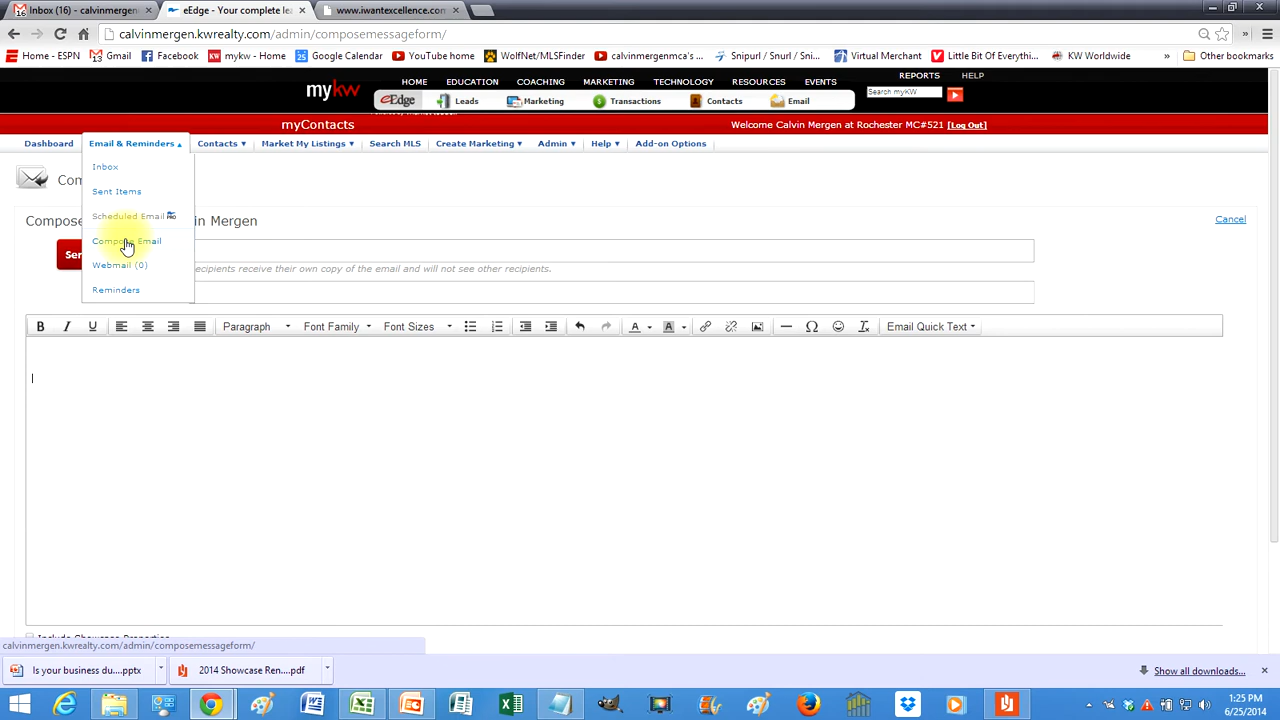 Inbox (16) - calvinmergen
eEdge - Your complete le
www.iwantexcellence.com
calvinmergen.kwrealty.com/admin/composemessageform/
Home - ESPN
Gmail
Facebook
mykw - Home
Google Calendar
YouTube home
WolfNet/MLSFinder
calvinmergenmca's ...
Snipurl / Snurl / Sni...
Virtual Merchant
Little Bit Of Everythi...
KW Worldwide
»
Other bookmarks
REPORTS HELP
HOME EDUCATION COACHING MARKETING TECHNOLOGY RESOURCES EVENTS
mykw
eEdge Leads Marketing Transactions Contacts Email
Search myKW
myContacts
Welcome Calvin Mergen at Rochester MC#521 [Log Out]
Dashboard Email & Reminders Contacts Market My Listings Search MLS Create Marketing Admin Help Add-on Options
Inbox
Sent Items
Scheduled Email
Compose Email
Webmail (0)
Reminders
Com
Compose in Mergen
Cancel
Sen
ecipients receive their own copy of the email and will not see other recipients.
B I U Paragraph Font Family Font Sizes A A Ω Email Quick Text
Include Showcase Properties
calvinmergen.kwrealty.com/admin/composemessageform/
Is your business du....pptx
2014 Showcase Ren....pdf
Show all downloads...
1:25 PM
6/25/2014